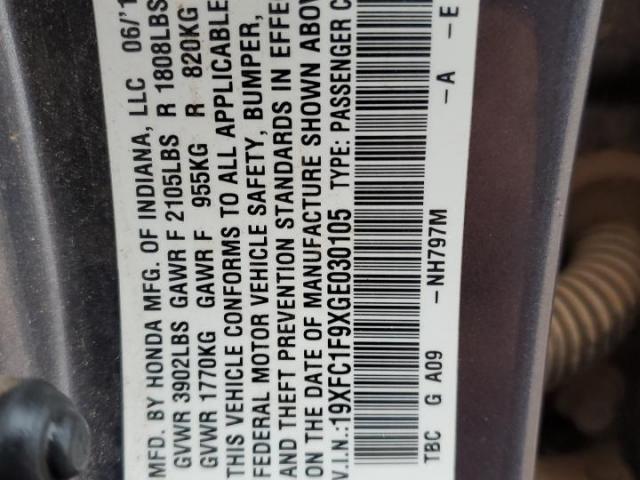 MFD. BY HONDA MFG. OF INDIANA, LLC 06/'1
GVWR 3902LBS GAWR F 2105LBS R 1808LBS
GVWR 1770KG GAWR F 955KG R 820KG
THIS VEHICLE CONFORMS TO ALL APPLICABLE
FEDERAL MOTOR VEHICLE SAFETY, BUMPER,
AND THEFT PREVENTION STANDARDS IN EFFE
ON THE DATE OF MANUFACTURE SHOWN ABOV
V.I.N.:19XFC1F9XGE030105 TYPE: PASSENGER C
TBC G A09 -NH797M -A -E